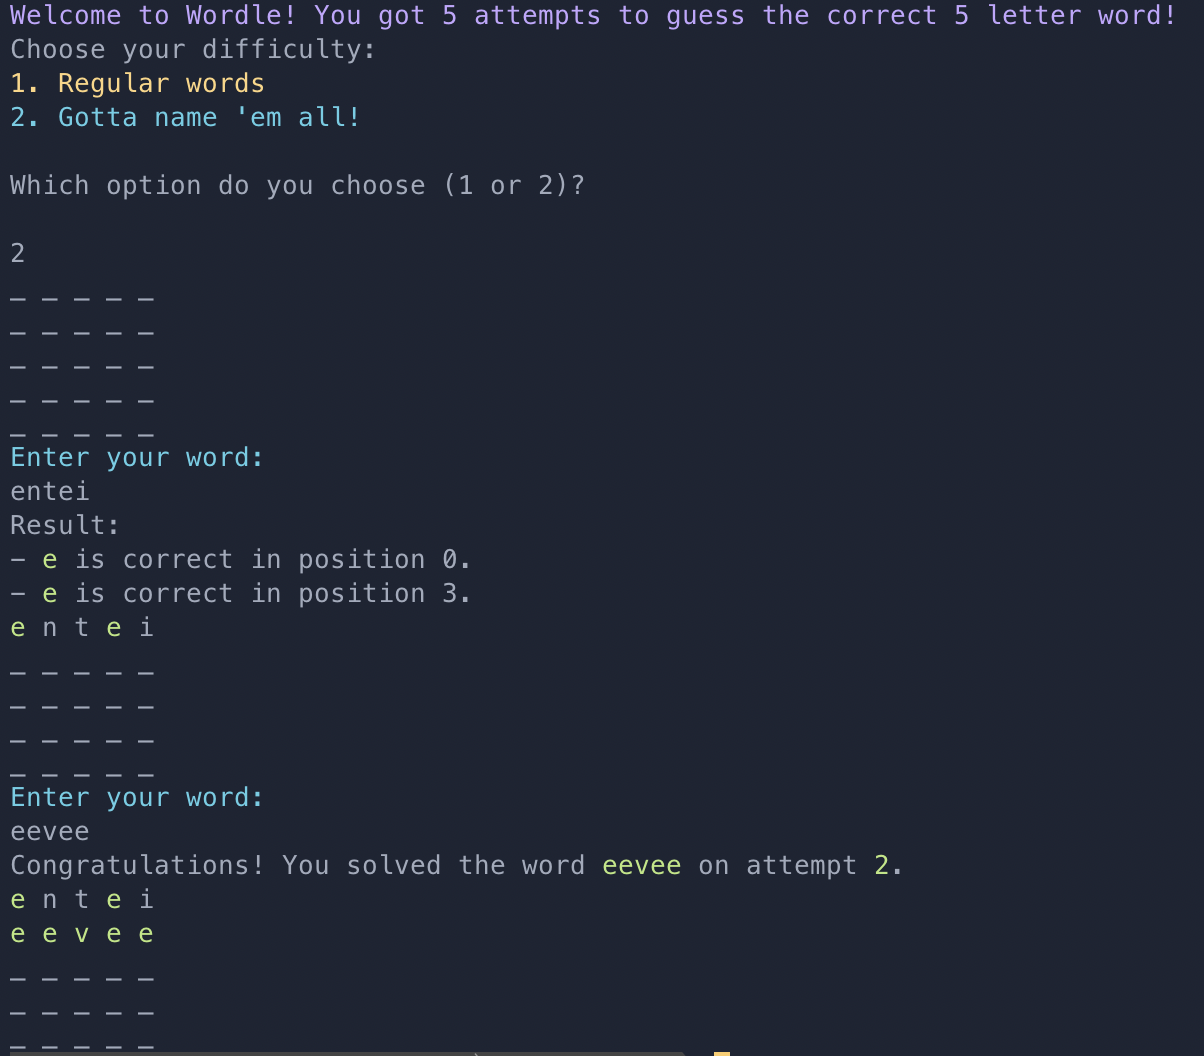 Welcome to Wordle! You got 5 attempts to guess the correct 5 letter word!
Choose your difficulty:
1. Regular words
2. Gotta name 'em all!
Which option do you choose (1 or 2)?
2
_ _ _ _ _
_ _ _ _ _
_ _ _ _ _
_ _ _ _ _
_ _ _ _ _
Enter your word:
entei
Result:
- e is correct in position 0.
- e is correct in position 3.
e n t e i
_ _ _ _ _
_ _ _ _ _
_ _ _ _ _
_ _ _ _ _
Enter your word:
eevee
Congratulations! You solved the word eevee on attempt 2.
e n t e i
e e v e e
_ _ _ _ _
_ _ _ _ _
_ _ _ _ _